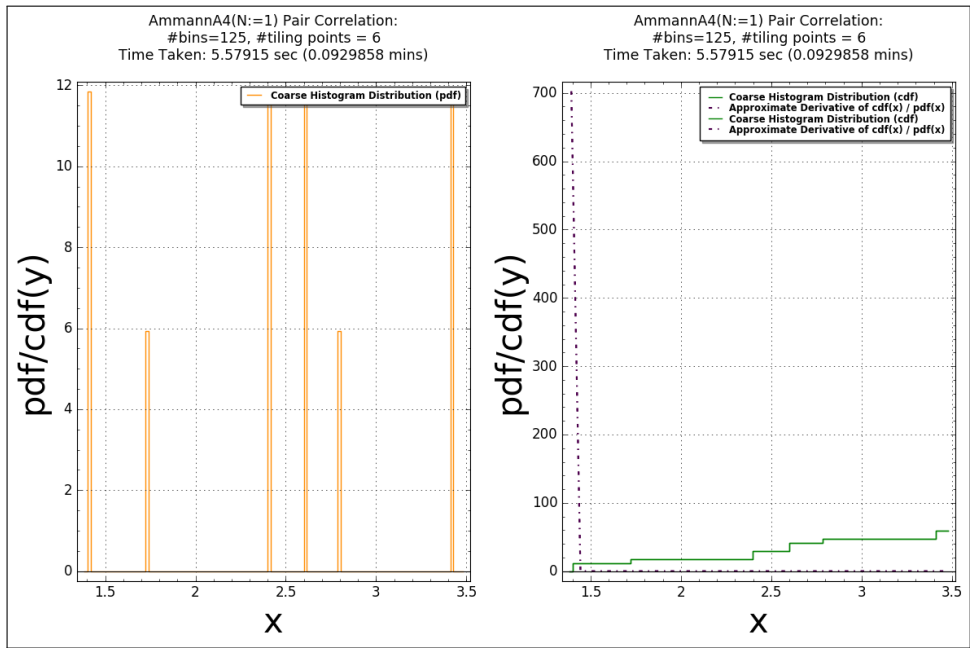 AmmannA4(N:=1) Pair Correlation:
#bins=125, #tiling points = 6
Time Taken: 5.57915 sec (0.0929858 mins)
12
10
8
6
4
2
0
1.5
2
2.5
3
3.5
pdf/cdf(y)
x
Coarse Histogram Distribution (pdf)
AmmannA4(N:=1) Pair Correlation:
#bins=125, #tiling points = 6
Time Taken: 5.57915 sec (0.0929858 mins)
700
600
500
400
300
200
100
0
1.5
2
2.5
3
3.5
pdf/cdf(y)
x
Coarse Histogram Distribution (cdf)
Approximate Derivative of cdf(x) / pdf(x)
Coarse Histogram Distribution (cdf)
Approximate Derivative of cdf(x) / pdf(x)